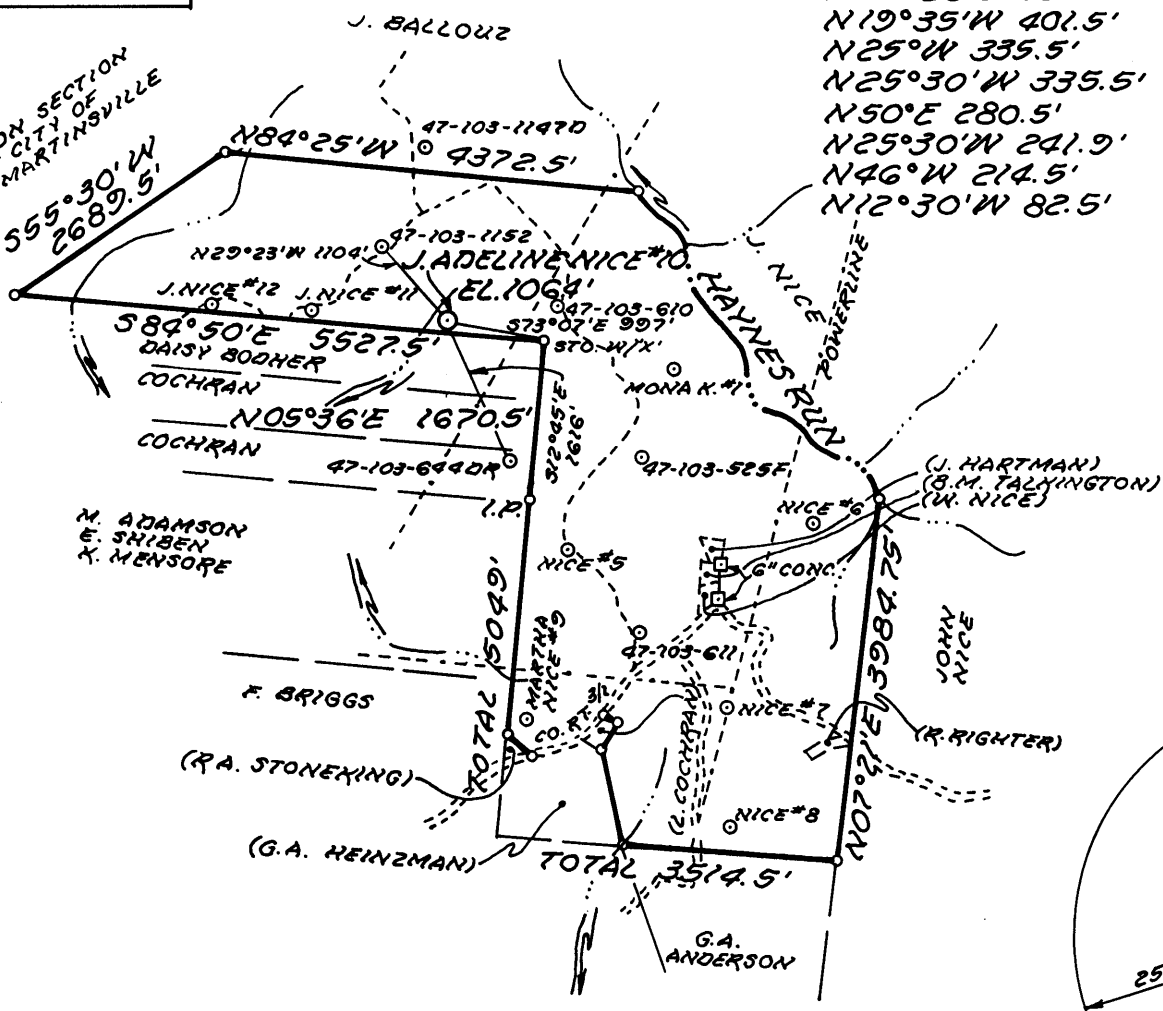 J. BALLOUZ
N19°35'W 401.5'
N25°W 335.5'
N25°30'W 335.5'
N50°E 280.5'
N25°30'W 241.9'
N46°W 214.5'
N12°30'W 82.5'
ON SECTION
CITY OF
MARTINSVILLE
S55°30'W
2689.5'
N84°25'W 4372.5'
47-103-1147D
47-103-1152
N29°23'W 1104'
J. ADELINE NICE #10
EL. 1064'
J. NICE #12
J. NICE #11
47-103-610
S73°07'E 997'
STD. W/'X'
S84°50'E 5527.5'
HAYNES RUN
J. NICE
POWERLINE
DAISY BOOHER
COCHRAN
MONA K. #1
N05°36'E 1670.5'
S12°45'E
1616'
COCHRAN
47-103-644DR
47-103-525F
(J. HARTMAN)
(B.M. TALKINGTON)
(W. NICE)
I.P.
NICE #6
M. ADAMSON
E. SHIBEN
K. MENSORE
NICE #5
6" CONC.
TOTAL 5049'
N07°21'E 3984.75'
JOHN
NICE
47-103-611
MARTHA
NICE #9
F. BRIGGS
CO. RT. 3/2
NICE #7
(R. RIGHTER)
(R.A. STONEKING)
(L. COCHRAN)
NICE #8
(G.A. HEINZMAN)
TOTAL 3514.5'
G.A.
ANDERSON
25